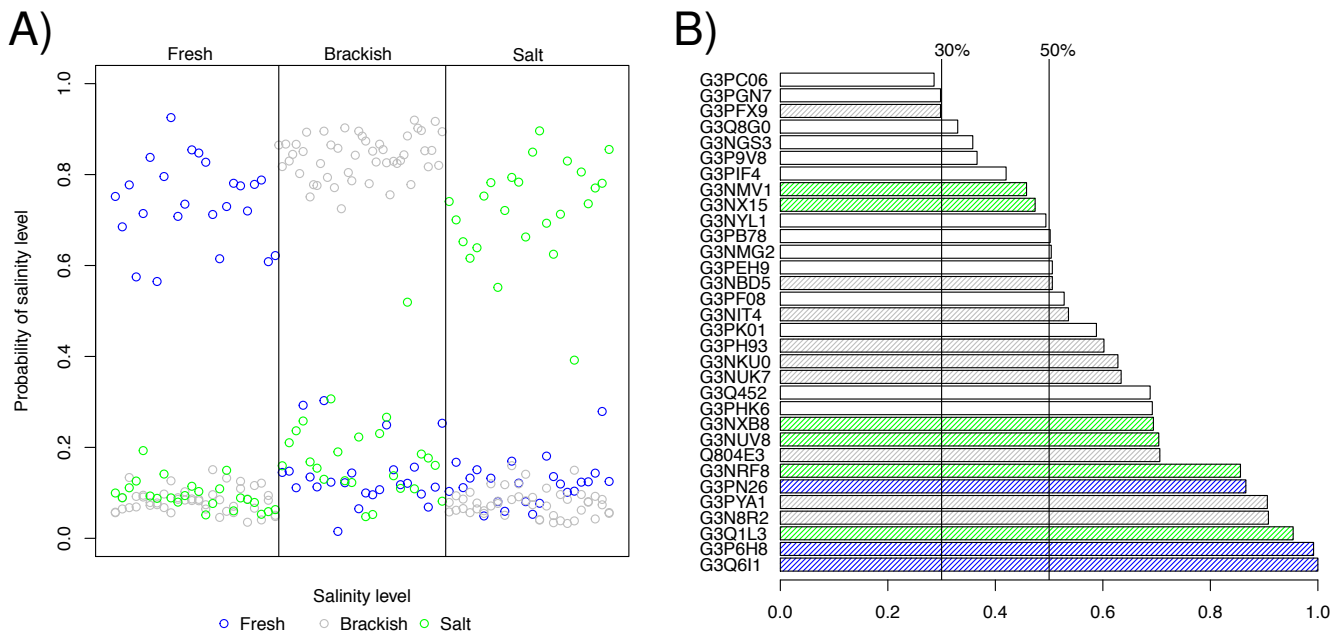 A)
Fresh Brackish Salt
Probability of salinity level
1.0
0.8
0.6
0.4
0.2
0.0
Salinity level
Fresh Brackish Salt
B)
30% 50%
G3PC06
G3PGN7
G3PFX9
G3Q8G0
G3NGS3
G3P9V8
G3PIF4
G3NMV1
G3NX15
G3NYL1
G3PB78
G3NMG2
G3PEH9
G3NBD5
G3PF08
G3NIT4
G3PK01
G3PH93
G3NKU0
G3NUK7
G3Q452
G3PHK6
G3NXB8
G3NUV8
Q804E3
G3NRF8
G3PN26
G3PYA1
G3N8R2
G3Q1L3
G3P6H8
G3Q6I1
0.0 0.2 0.4 0.6 0.8 1.0